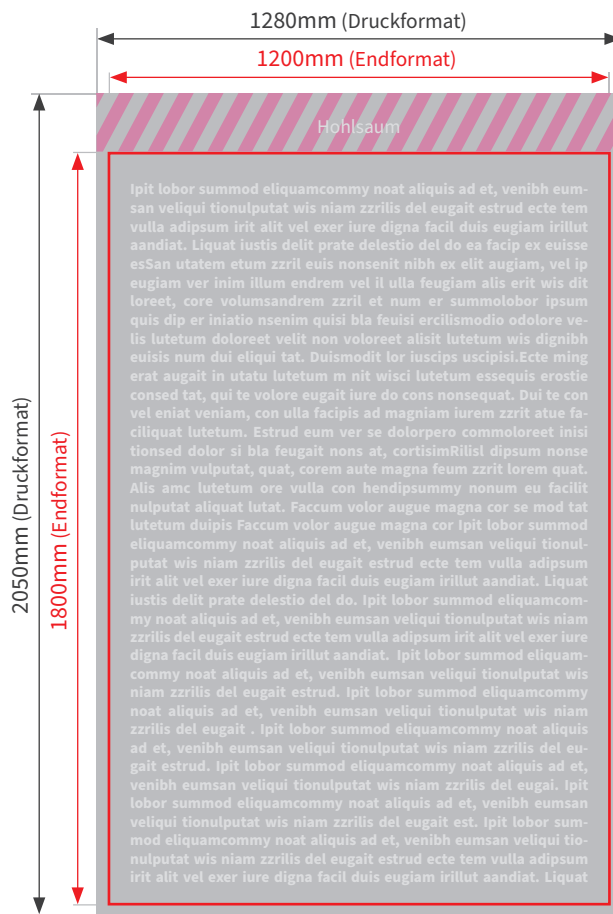 1280mm (Druckformat)
1200mm (Endformat)
Hohlsaum
2050mm (Druckformat)
1800mm (Endformat)
Ipit lobor summod eliquamcommy noat aliquis ad et, venibh eum-
san veliqui tionulputat wis niam zzrilis del eugait estrud ecte tem
vulla adipsum irit alit vel exer iure digna facil duis eugiam irillut
aandiat. Liquat iustis delit prate delestio del do ea facip ex euisse
esSan utatem etum zzril euis nonsenit nibh ex elit augiam, vel ip
eugiam ver inim illum endrem vel il ulla feugiam alis erit wis dit
loreet, core volumsandrem zzril et num er summolobor ipsum
quis dip er iniatio nsenim quisi bla feuisi ercilismodio odolore ve-
lis lutetum doloreet velit non voloreet alisit lutetum wis dignibh
euisis num dui eliqui tat. Duismodit lor iuscips uscipisi.Ecte ming
erat augait in utatu lutetum m nit wisci lutetum essequis erostie
consed tat, qui te volore eugait iure do cons nonsequat. Dui te con
vel eniat veniam, con ulla facipis ad magniam iurem zzrit atue fa-
ciliquat lutetum. Estrud eum ver se dolorpero commoloreet inisi
tionsed dolor si bla feugait nons at, cortisim dipsum nonse
magnim vulputat, quat, corem aute magna feum zzrit lorem quat.
Alis amc lutetum ore vulla con hendipsummy nonum eu facilit
nulputat aliquat lutat. Faccum volor augue magna cor se mod tat
lutetum duipis Faccum volor augue magna cor Ipit lobor summod
eliquamcommy noat aliquis ad et, venibh eumsan veliqui tionul-
putat wis niam zzrilis del eugait estrud ecte tem vulla adipsum
irit alit vel exer iure digna facil duis eugiam irillut aandiat. Liquat
iustis delit prate delestio del do. Ipit lobor summod eliquamcom-
my noat aliquis ad et, venibh eumsan veliqui tionulputat wis niam
zzrilis del eugait estrud ecte tem vulla adipsum irit alit vel exer iure
digna facil duis eugiam irillut aandiat. Ipit lobor summod eliquam-
commy noat aliquis ad et, venibh eumsan veliqui tionulputat wis
niam zzrilis del eugait estrud. Ipit lobor summod eliquamcommy
noat aliquis ad et, venibh eumsan veliqui tionulputat wis niam
zzrilis del eugait . Ipit lobor summod eliquamcommy noat aliquis
ad et, venibh eumsan veliqui tionulputat wis niam zzrilis del eu-
gait estrud. Ipit lobor summod eliquamcommy noat aliquis ad et,
venibh eumsan veliqui tionulputat wis niam zzrilis del eugai. Ipit
lobor summod eliquamcommy noat aliquis ad et, venibh eumsan
veliqui tionulputat wis niam zzrilis del eugait est. Ipit lobor sum-
mod eliquamcommy noat aliquis ad et, venibh eumsan veliqui tio-
nulputat wis niam zzrilis del eugait estrud ecte tem vulla adipsum
irit alit vel exer iure digna facil duis eugiam irillut aandiat. Liquat